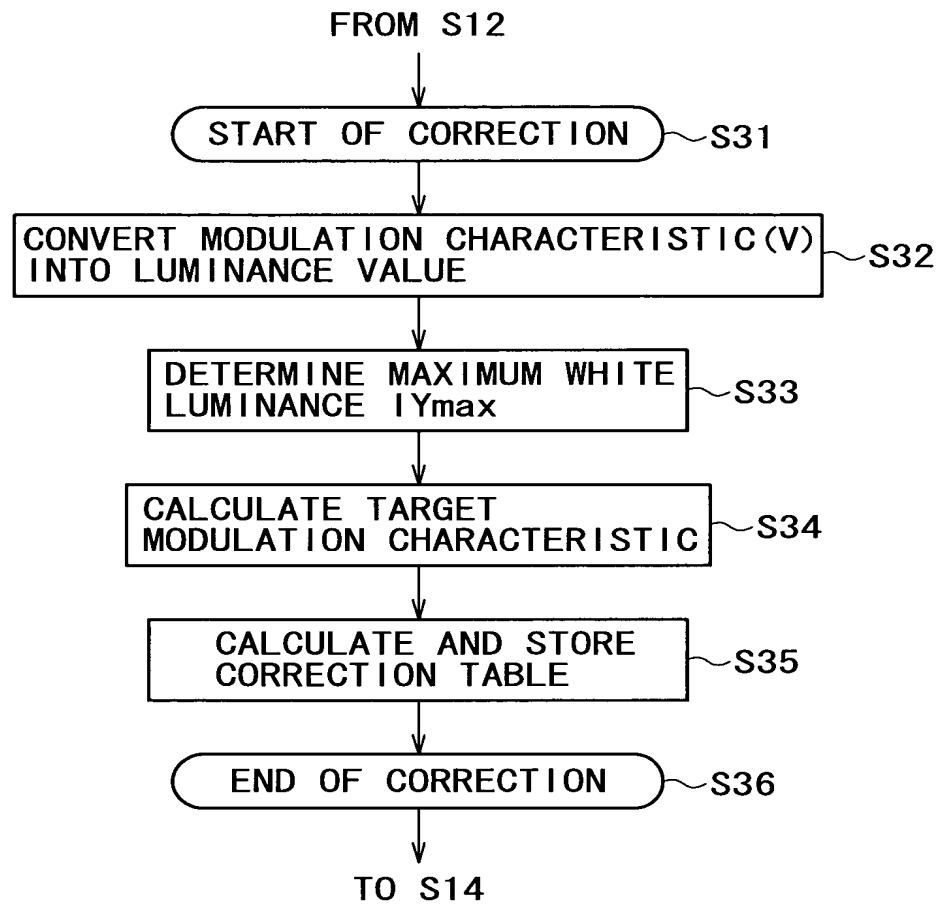 FROM S12
START OF CORRECTION
S31
CONVERT MODULATION CHARACTERISTIC(V)
INTO LUMINANCE VALUE
S32
DETERMINE MAXIMUM WHITE
LUMINANCE lYmax
S33
CALCULATE TARGET
MODULATION CHARACTERISTIC
S34
CALCULATE AND STORE
CORRECTION TABLE
S35
END OF CORRECTION
S36
TO S14